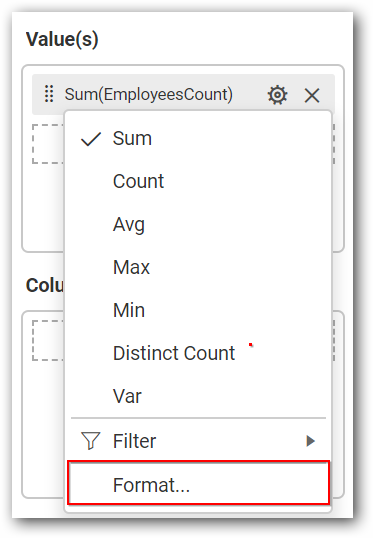 Value(s)
Sum(EmployeesCount)
Sum
Count
Avg
Max
Min
Colu
Distinct Count
Var
Filter
Format...